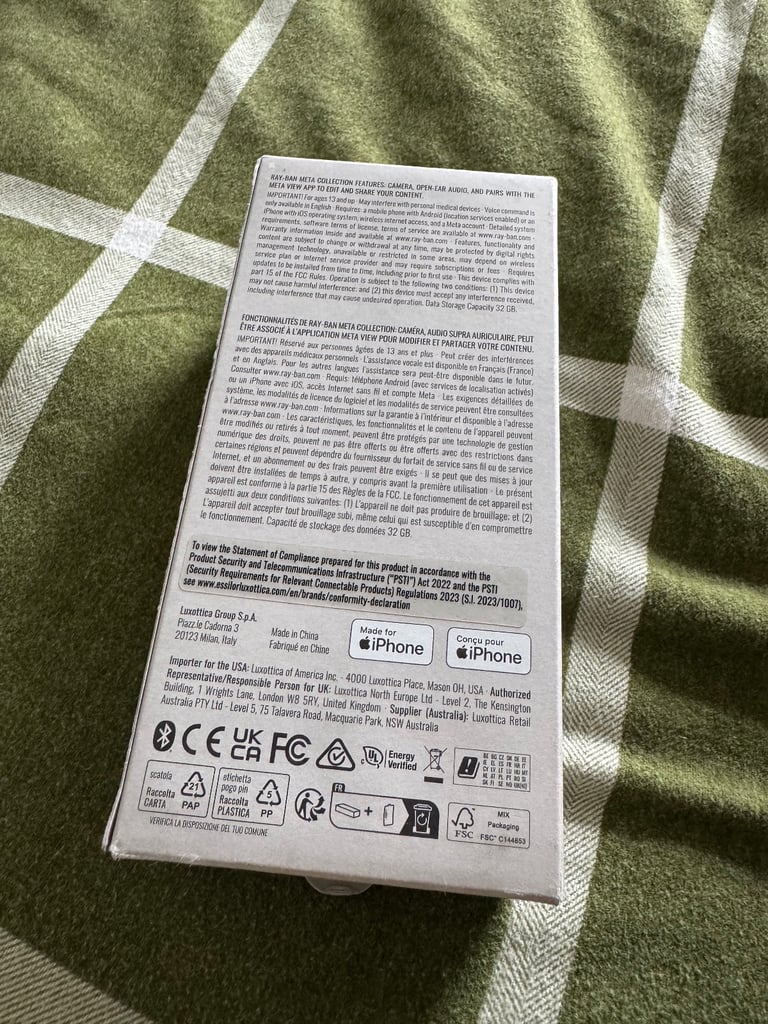 RAY-BAN META COLLECTION FEATURES: CAMERA, OPEN-EAR AUDIO, AND PAIRS WITH THE
META VIEW APP TO EDIT AND SHARE YOUR CONTENT.
IMPORTANT! For ages 13 and up · May interfere with personal medical devices · Voice command is
only available in English · Requires: a mobile phone with Android (location services enabled) or an
iPhone with iOS operating system, wireless internet access, and a Meta account · Detailed system
requirements, software terms of license, terms of service are available at www.ray-ban.com ·
Warranty information inside and available at www.ray-ban.com · Features, functionality and
content are subject to change or withdrawal at any time, may be protected by digital rights
management technology, unavailable or restricted in some areas, may depend on wireless
service plan or Internet service provider and may require subscriptions or fees · Requires
updates to be installed from time to time, including prior to first use · This device complies with
part 15 of the FCC Rules. Operation is subject to the following two conditions: (1) This device
may not cause harmful interference; and (2) this device must accept any interference received,
including interference that may cause undesired operation. Data Storage Capacity 32 GB.
FONCTIONNALITÉS DE RAY-BAN META COLLECTION: CAMÉRA, AUDIO SUPRA AURICULAIRE, PEUT
ÊTRE ASSOCIÉ À L'APPLICATION META VIEW POUR MODIFIER ET PARTAGER VOTRE CONTENU.
IMPORTANT! Réservé aux personnes âgées de 13 ans et plus · Peut créer des interférences
avec des appareils médicaux personnels · L'assistance vocale est disponible en Français (France)
et en Anglais. Pour les autres langues l'assistance sera peut-être disponible dans le futur.
Consulter www.ray-ban.com · Requis: téléphone Android (avec services de localisation activés)
ou un iPhone avec iOS, accès Internet sans fil et compte Meta · Les exigences détaillées de
système, les modalités de licence du logiciel et les modalités de service peuvent être consultées
à l'adresse www.ray-ban.com · Informations sur la garantie à l'intérieur et disponible à l'adresse
www.ray-ban.com · Les caractéristiques, les fonctionnalités et le contenu de l'appareil peuvent
être modifiés ou retirés à tout moment, peuvent être protégés par une technologie de gestion
numérique des droits, peuvent ne pas être offerts ou être offerts avec des restrictions dans
certaines régions et peuvent dépendre du fournisseur du forfait de service sans fil ou de service
Internet, et un abonnement ou des frais peuvent être exigés · Il se peut que des mises à jour
doivent être installées de temps à autre, y compris avant la première utilisation · Le présent
appareil est conforme à la partie 15 des Règles de la FCC. Le fonctionnement de cet appareil est
assujetti aux deux conditions suivantes: (1) L'appareil ne doit pas produire de brouillage; et (2)
L'appareil doit accepter tout brouillage subi, même celui qui est susceptible d'en compromettre
le fonctionnement. Capacité de stockage des données 32 GB.
To view the Statement of Compliance prepared for this product in accordance with the
Product Security and Telecommunications Infrastructure ("PSTI") Act 2022 and the PSTI
(Security Requirements for Relevant Connectable Products) Regulations 2023 (S.I. 2023/1007),
see www.essilorluxottica.com/en/brands/conformity-declaration
Luxottica Group S.p.A.
Piazz.le Cadorna 3
20123 Milan, Italy
Made in China
Fabriqué en Chine
Made for
iPhone
Conçu pour
iPhone
Importer for the USA: Luxottica of America Inc. - 4000 Luxottica Place, Mason OH, USA · Authorized
Representative/Responsible Person for UK: Luxottica North Europe Ltd - Level 2, The Kensington
Building, 1 Wrights Lane, London W8 5RY, United Kingdom · Supplier (Australia): Luxottica Retail
Australia PTY Ltd - Level 5, 75 Talavera Road, Macquarie Park, NSW Australia
CE UK CA FC UL Energy Verified
scatola
Raccolta
CARTA
21
PAP
etichetta
pogo pin
Raccolta
PLASTICA
5
PP
FR
+
FSC
MIX
Packaging
FSC™ C144853
VERIFICA LA DISPOSIZIONE DEL TUO COMUNE